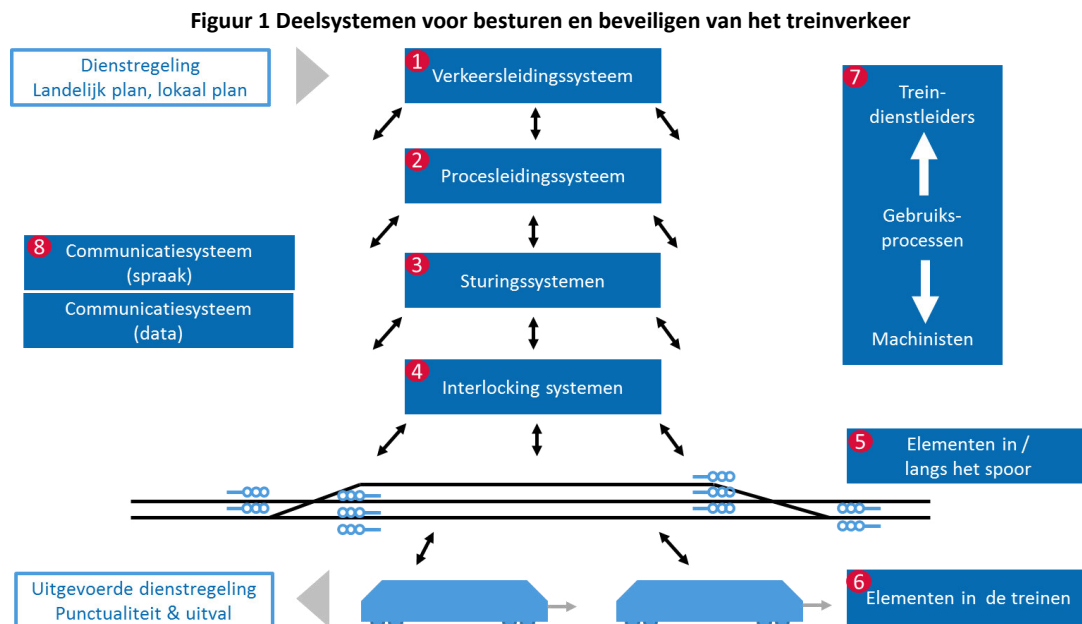 Figuur 1 Deelsystemen voor besturen en beveiligen van het treinverkeer
Dienstregeling
Landelijk plan, lokaal plan
1
Verkeersleidingssysteem
2
Procesleidingssysteem
3
Sturingssystemen
4
Interlocking systemen
7
Trein-
dienstleiders
Gebruiks-
processen
Machinisten
8
Communicatiesysteem
(spraak)
Communicatiesysteem
(data)
5
Elementen in /
langs het spoor
Uitgevoerde dienstregeling
Punctualiteit & uitval
6
Elementen in de treinen